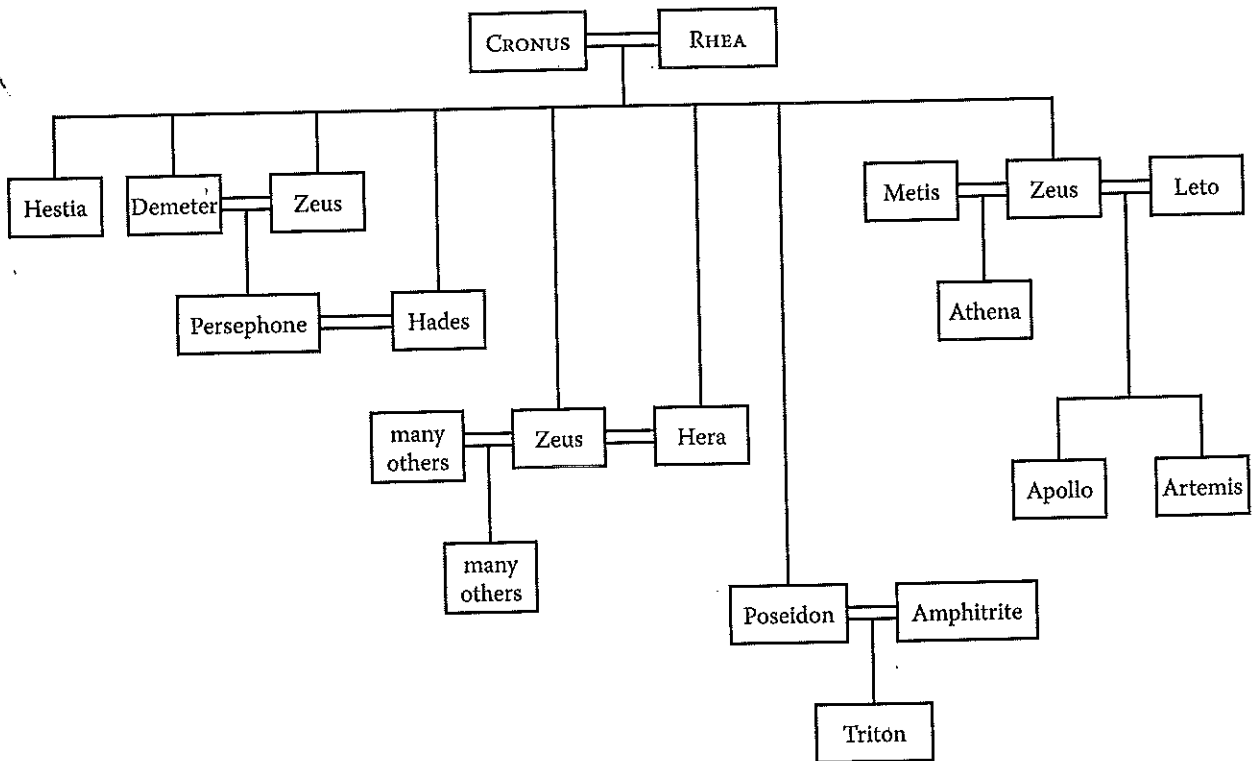 CRONUS
RHEA
Hestia
Demeter
Zeus
Metis
Zeus
Leto
Persephone
Hades
Athena
many
others
Zeus
Hera
Apollo
Artemis
many
others
Poseidon
Amphitrite
Triton